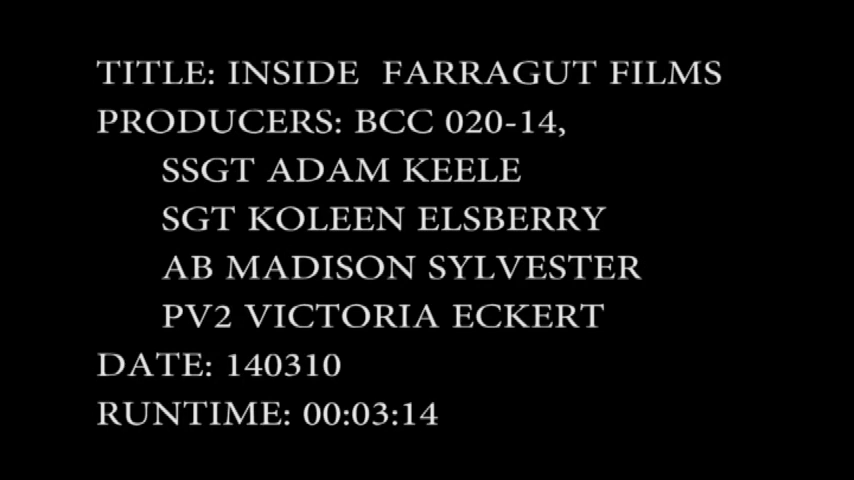 TITLE: INSIDE  FARRAGUT FILMS
PRODUCERS: BCC 020-14,
SSGT ADAM KEELE
SGT KOLEEN ELSBERRY
AB MADISON SYLVESTER
PV2 VICTORIA ECKERT
DATE: 140310
RUNTIME: 00:03:14